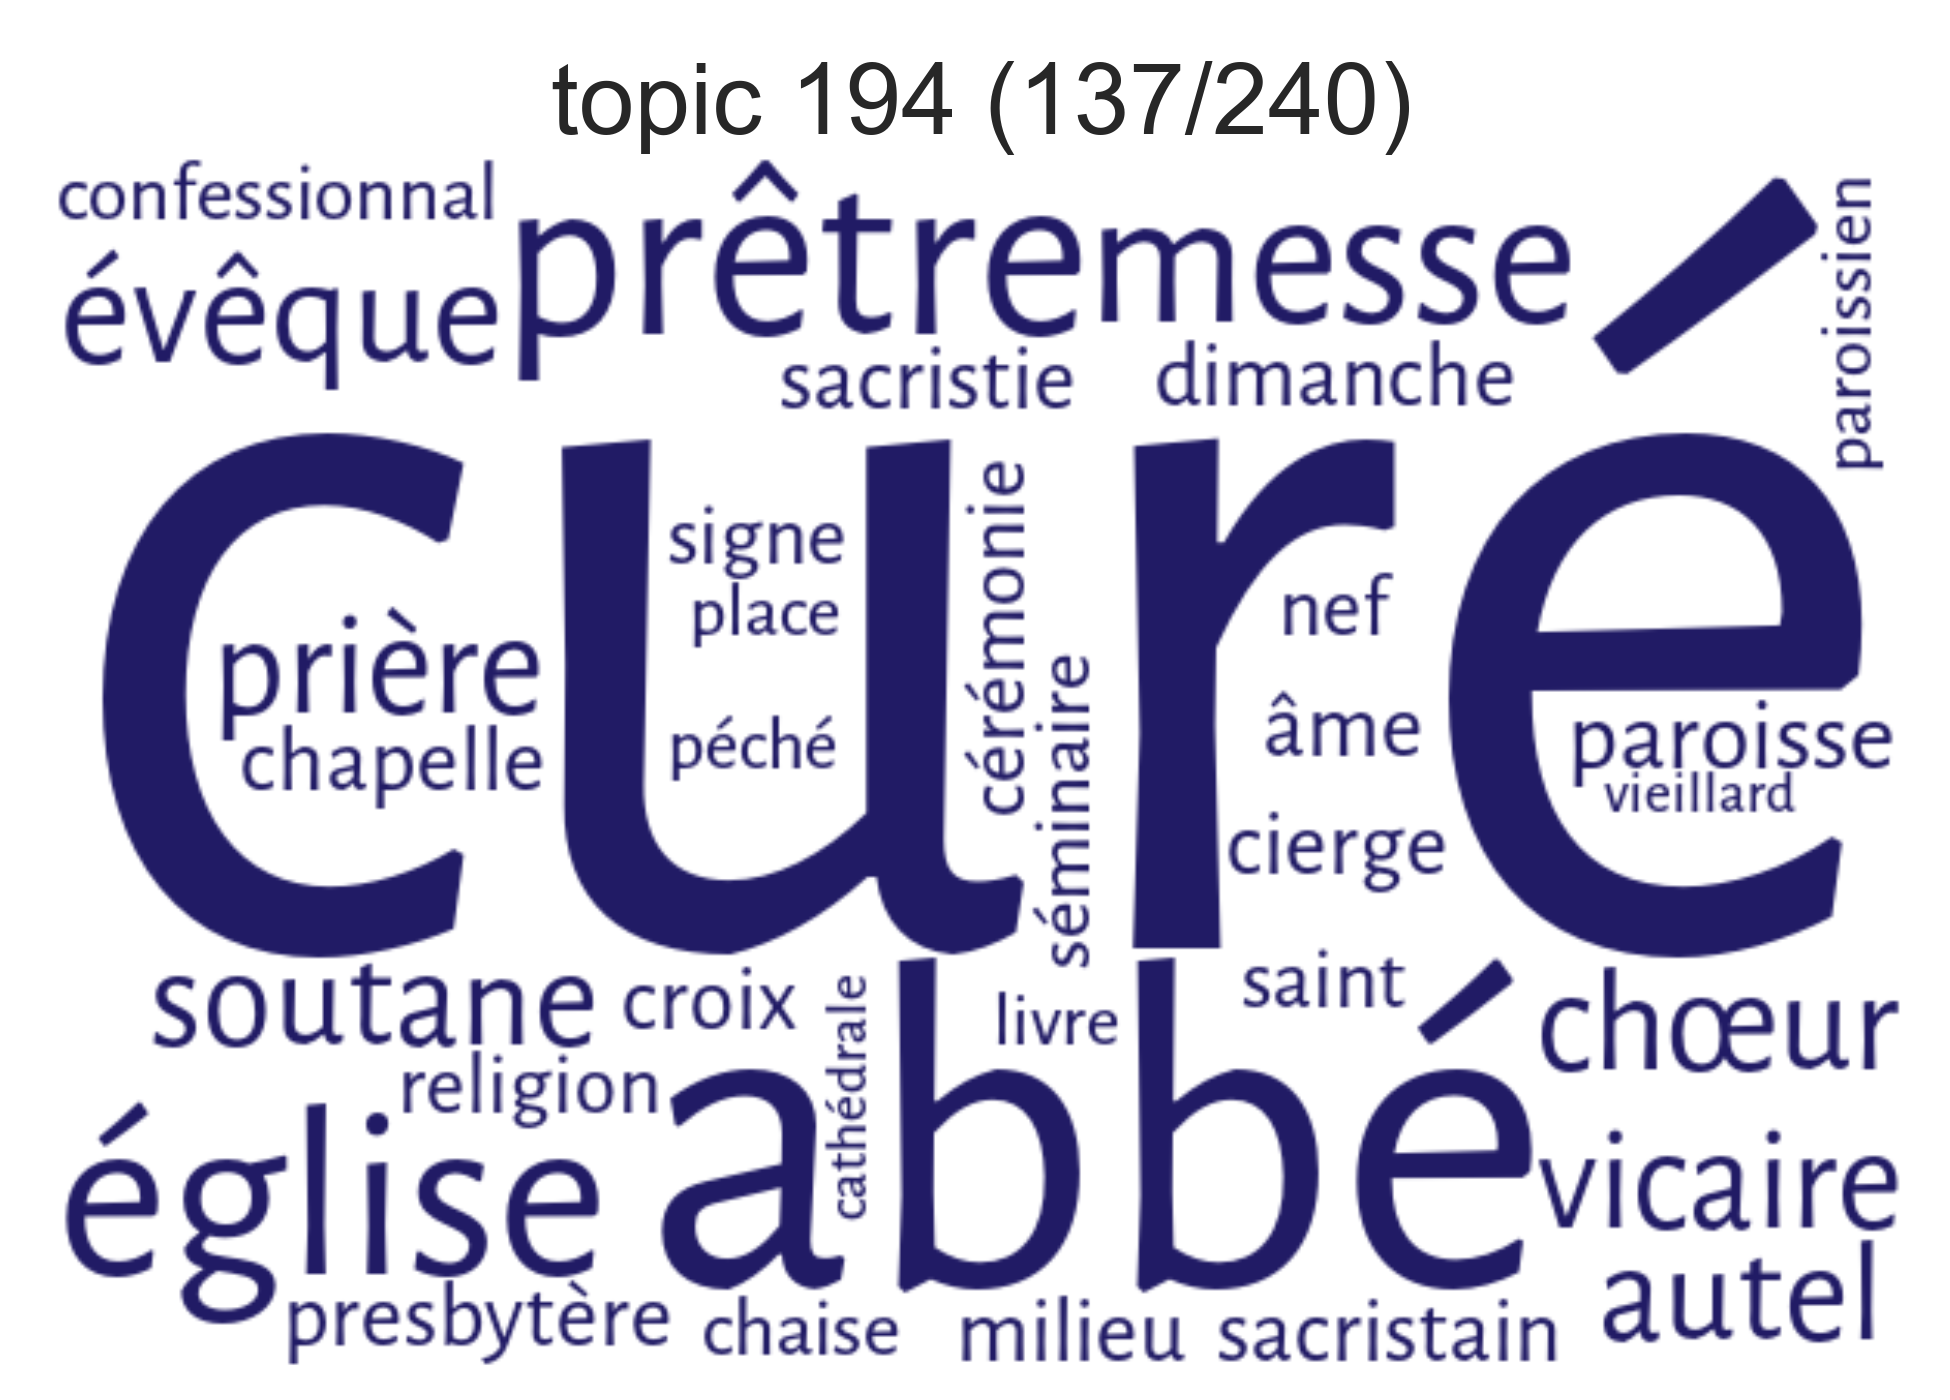 topic 194 (137/240)
confessionnal
prêtre
messe
paroissien
évêque
sacristie
dimanche
curé
signe
cérémonie
place
nef
prière
séminaire
chapelle
péché
âme
paroisse
vieillard
cierge
soutane
croix
cathédrale
livre
saint
chœur
religion
abbé
église
vicaire
autel
presbytère
chaise
milieu
sacristain